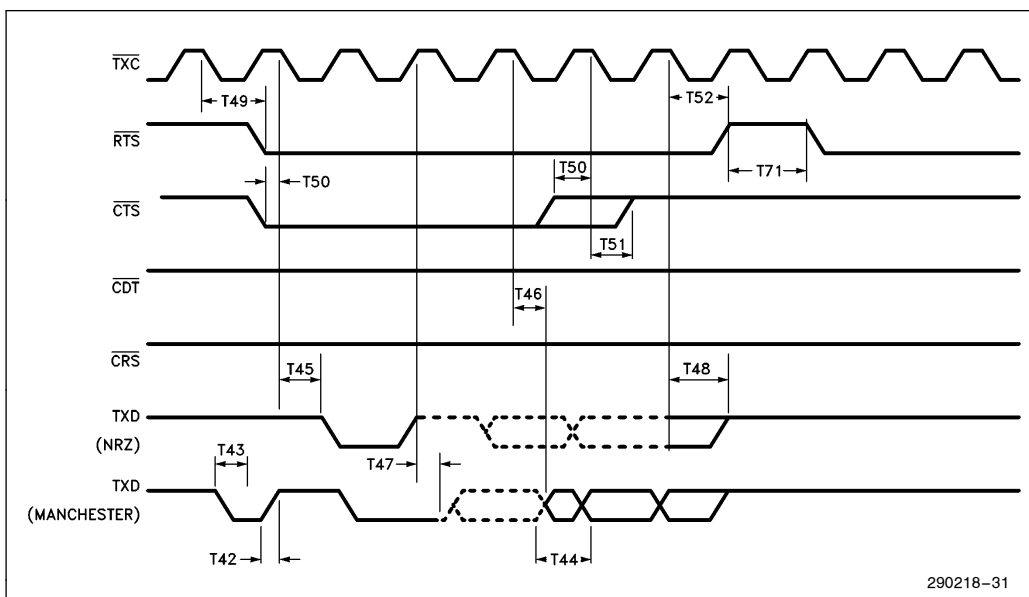 TXC
T49
T52
RTS
T50
T50
T71
CTS
T51
CDT
T46
CRS
T45
T48
TXD
(NRZ)
T43
T47
TXD
(MANCHESTER)
T42
T44
290218–31